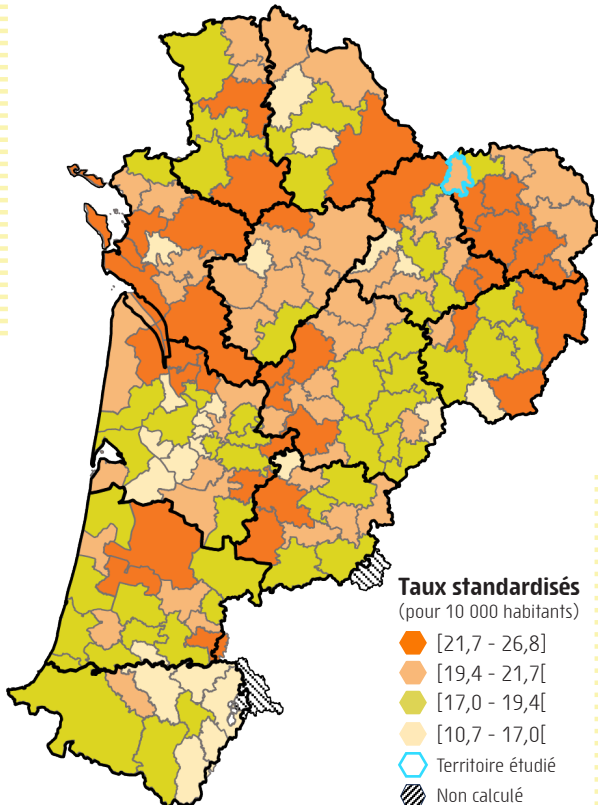 Taux standardisés
(pour 10 000 habitants)
[21,7 - 26,8]
[19,4 - 21,7[
[17,0 - 19,4[
[10,7 - 17,0[
Territoire étudié
Non calculé